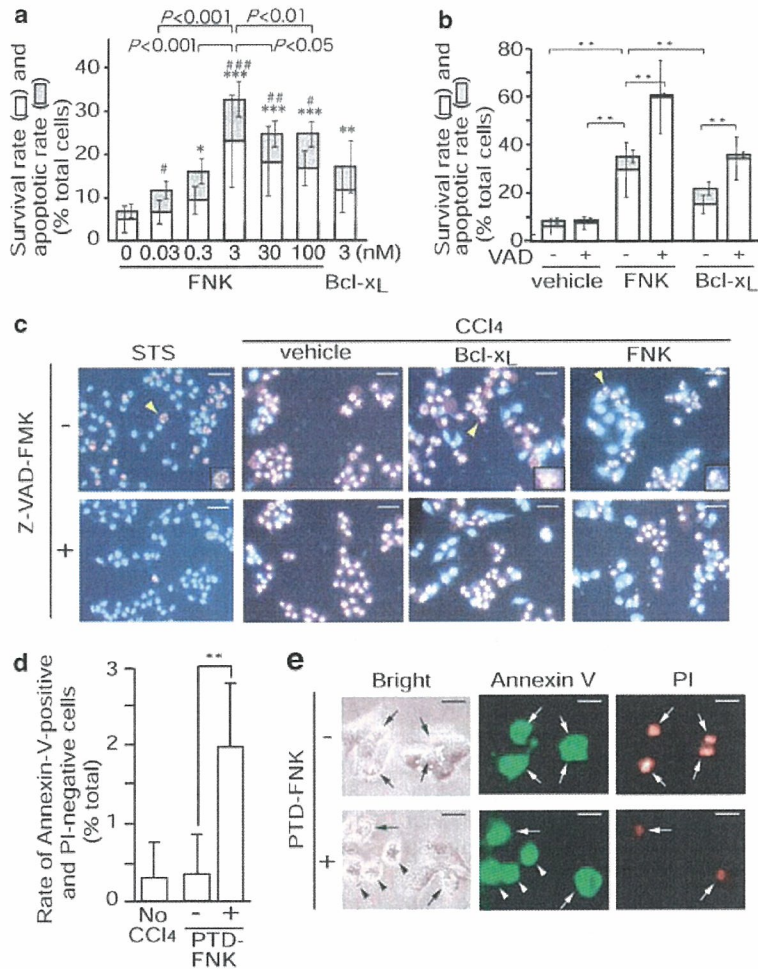 a
P<0.001 P<0.01
P<0.001 P<0.05
Survival rate ( ) and
apoptotic rate ( )
(% total cells)
40
30
20
10
0
# * ### *** ## *** # *** **
0 0.03 0.3 3 30 100 3 (nM)
FNK Bcl-xL
b
Survival rate ( ) and
apoptotic rate ( )
(% total cells)
80
60
40
20
0
** ** ** ** **
VAD - + - + - +
vehicle FNK Bcl-xL
c
CCl4
STS vehicle Bcl-xL FNK
Z-VAD-FMK
-
+
d
Rate of Annexin-V-positive
and PI-negative cells
(% total)
3
2
1
0
**
No - +
CCl4 PTD-
FNK
e
Bright Annexin V PI
PTD-FNK
-
+